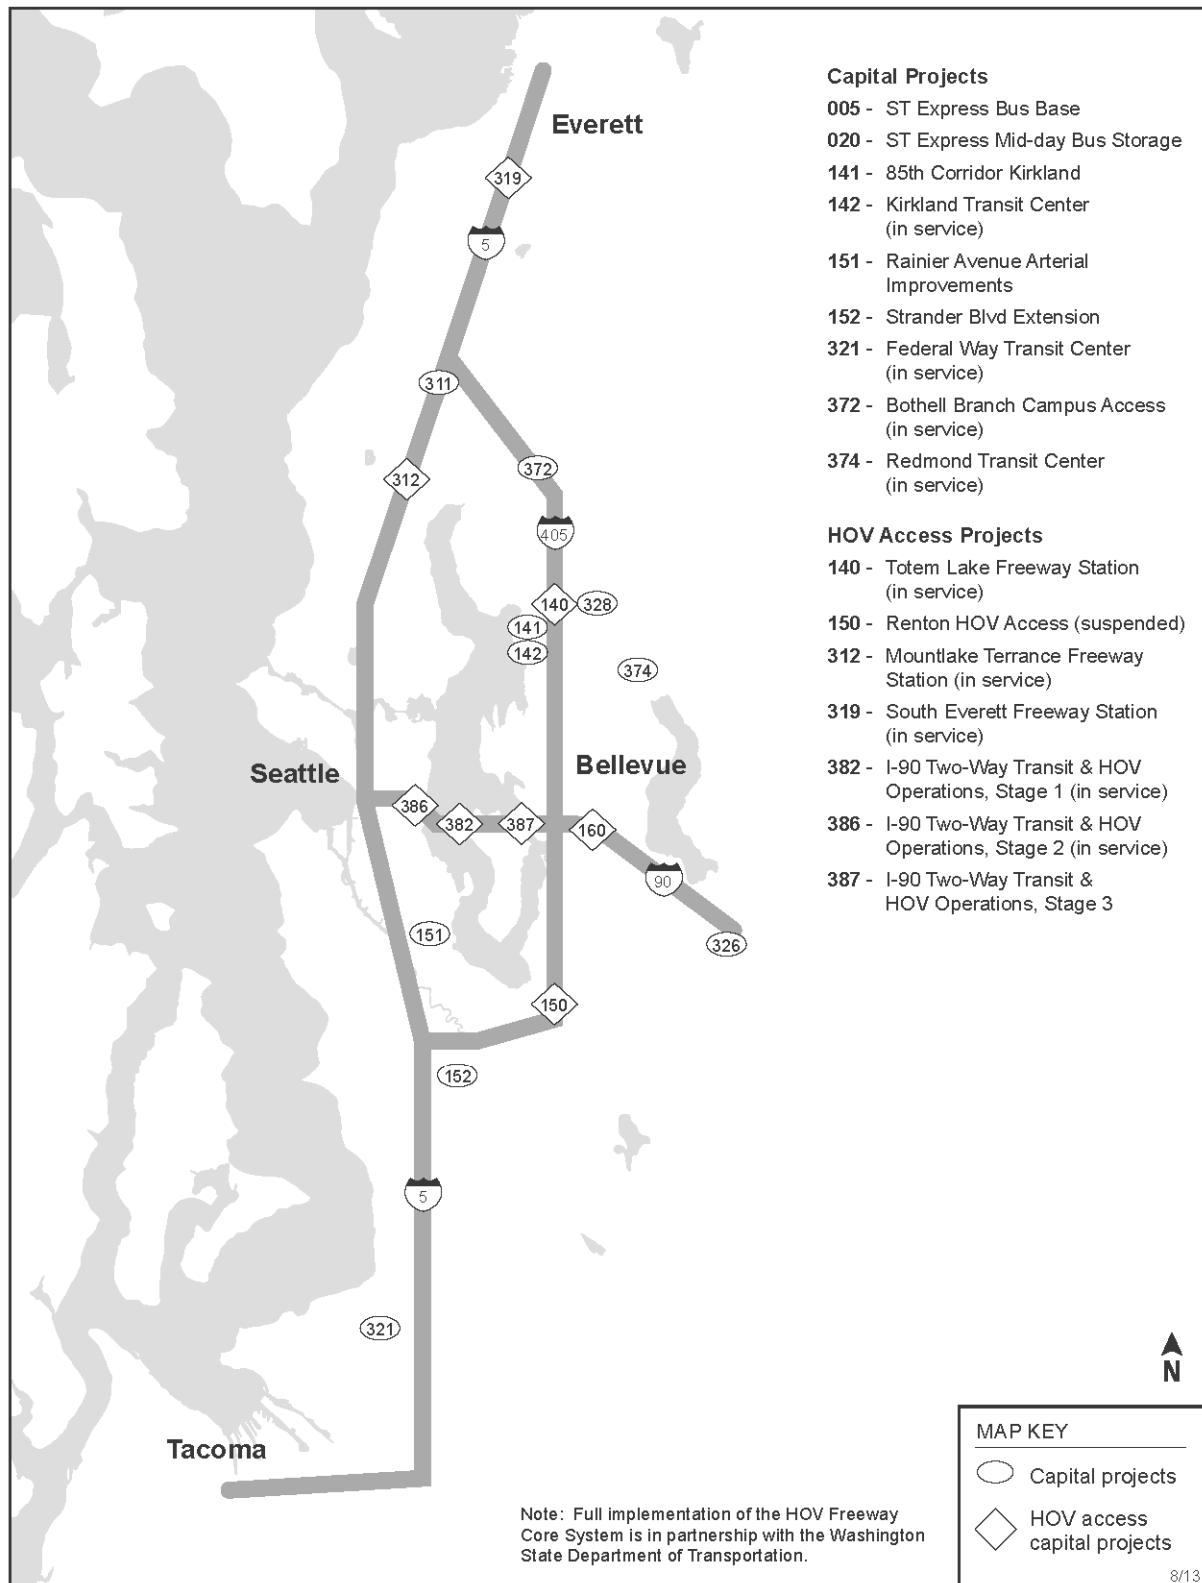 Everett
319
5
311
372
312
405
140
328
141
142
374
Seattle
Bellevue
386
382
387
160
90
326
151
150
152
5
321
Tacoma
Capital Projects
005 - ST Express Bus Base
020 - ST Express Mid-day Bus Storage
141 - 85th Corridor Kirkland
142 - Kirkland Transit Center
(in service)
151 - Rainier Avenue Arterial
Improvements
152 - Strander Blvd Extension
321 - Federal Way Transit Center
(in service)
372 - Bothell Branch Campus Access
(in service)
374 - Redmond Transit Center
(in service)
HOV Access Projects
140 - Totem Lake Freeway Station
(in service)
150 - Renton HOV Access (suspended)
312 - Mountlake Terrance Freeway
Station (in service)
319 - South Everett Freeway Station
(in service)
382 - I-90 Two-Way Transit & HOV
Operations, Stage 1 (in service)
386 - I-90 Two-Way Transit & HOV
Operations, Stage 2 (in service)
387 - I-90 Two-Way Transit &
HOV Operations, Stage 3
N
MAP KEY
Capital projects
HOV access
capital projects
8/13
Note: Full implementation of the HOV Freeway
Core System is in partnership with the Washington
State Department of Transportation.